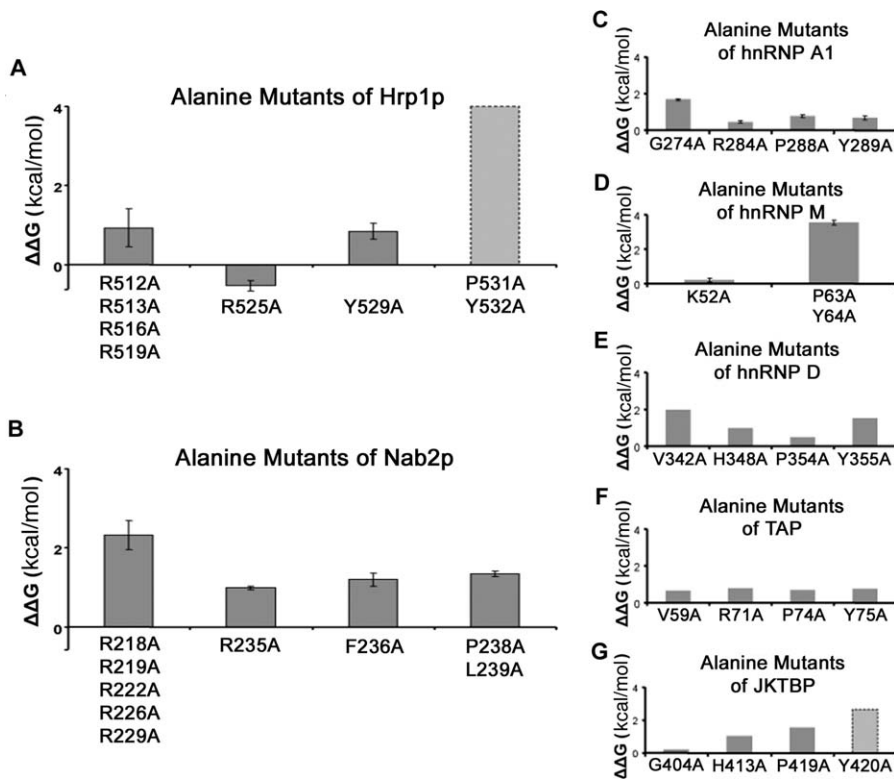 A
Alanine Mutants of Hrp1p
ΔΔG (kcal/mol)
4
2
0
R512A
R513A
R516A
R519A
R525A
Y529A
P531A
Y532A
B
Alanine Mutants of Nab2p
ΔΔG (kcal/mol)
4
2
0
R218A
R219A
R222A
R226A
R229A
R235A
F236A
P238A
L239A
C
Alanine Mutants
of hnRNP A1
ΔΔG (kcal/mol)
4
2
0
G274A R284A P288A Y289A
D
Alanine Mutants
of hnRNP M
ΔΔG (kcal/mol)
4
2
0
K52A
P63A
Y64A
E
Alanine Mutants
of hnRNP D
ΔΔG (kcal/mol)
4
2
0
V342A H348A P354A Y355A
F
Alanine Mutants
of TAP
ΔΔG (kcal/mol)
4
2
0
V59A R71A P74A Y75A
G
Alanine Mutants
of JKTBP
ΔΔG (kcal/mol)
4
2
0
G404A H413A P419A Y420A